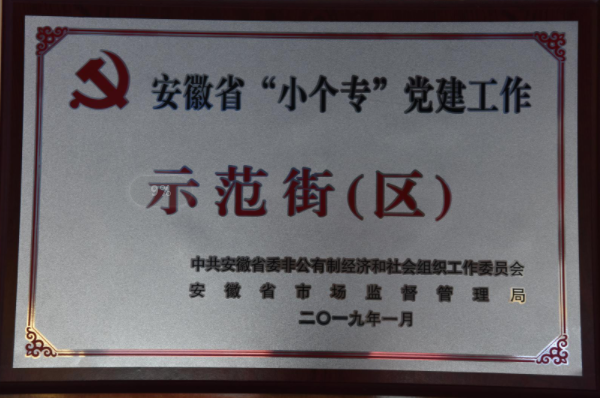 安徽省“小个专”党建工作
示范街(区)
9%
中共安徽省委非公有制经济和社会组织工作委员会
安徽省市场监督管理局
二〇一九年一月